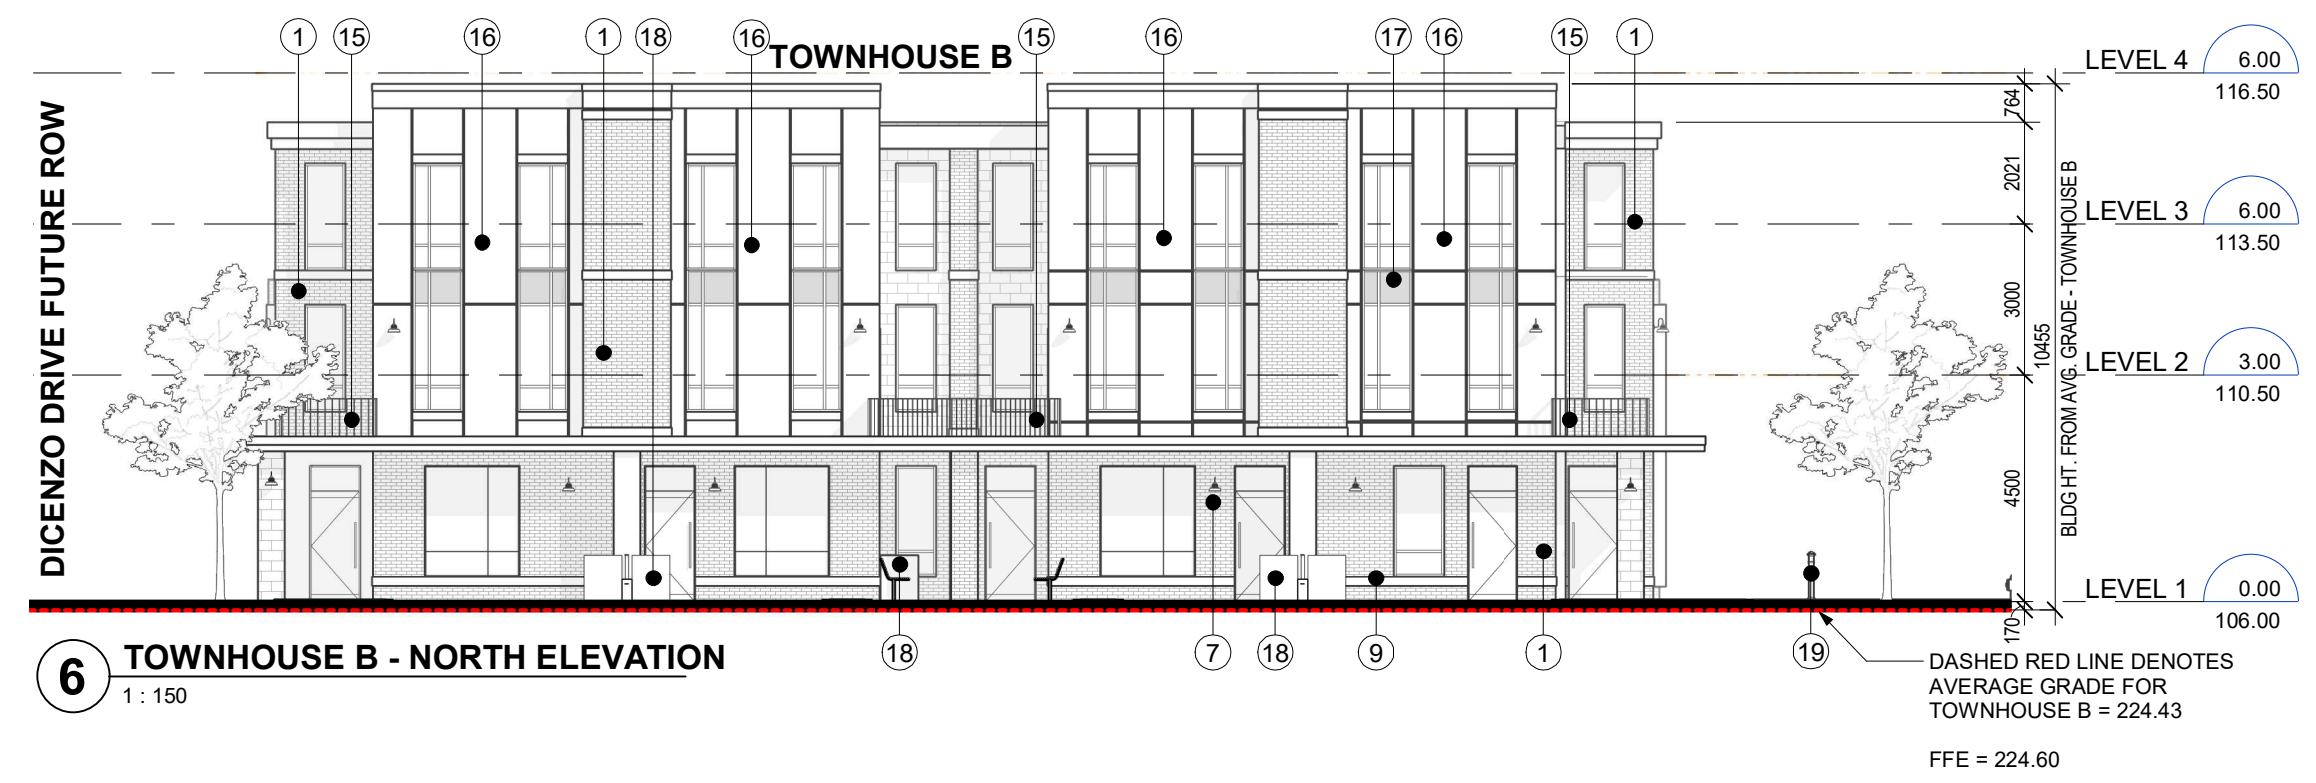 1 15 16 1 18 16 TOWNHOUSE B 15 16 17 16 15 1
DICENZO DRIVE FUTURE ROW
LEVEL 4 6.00
116.50
764
2021
LEVEL 3 6.00
113.50
3000
10455
BLDG HT. FROM AVG. GRADE - TOWNHOUSE B
LEVEL 2 3.00
110.50
4500
LEVEL 1 0.00
106.00
170
18 7 18 9 1 19
6 TOWNHOUSE B - NORTH ELEVATION
1 : 150
DASHED RED LINE DENOTES
AVERAGE GRADE FOR
TOWNHOUSE B = 224.43
FFE = 224.60